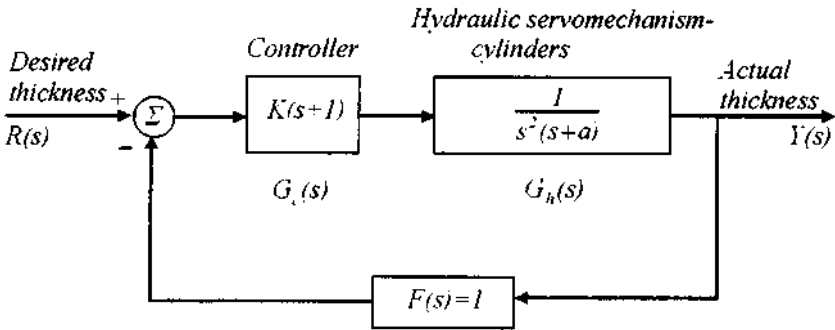 Hydraulic servomechanism-
cylinders
Controller
Desired
thickness
+
Σ
-
R(s)
K(s+1)
1
s²(s+a)
Actual
thickness
Y(s)
G_c(s)
G_h(s)
F(s)=1